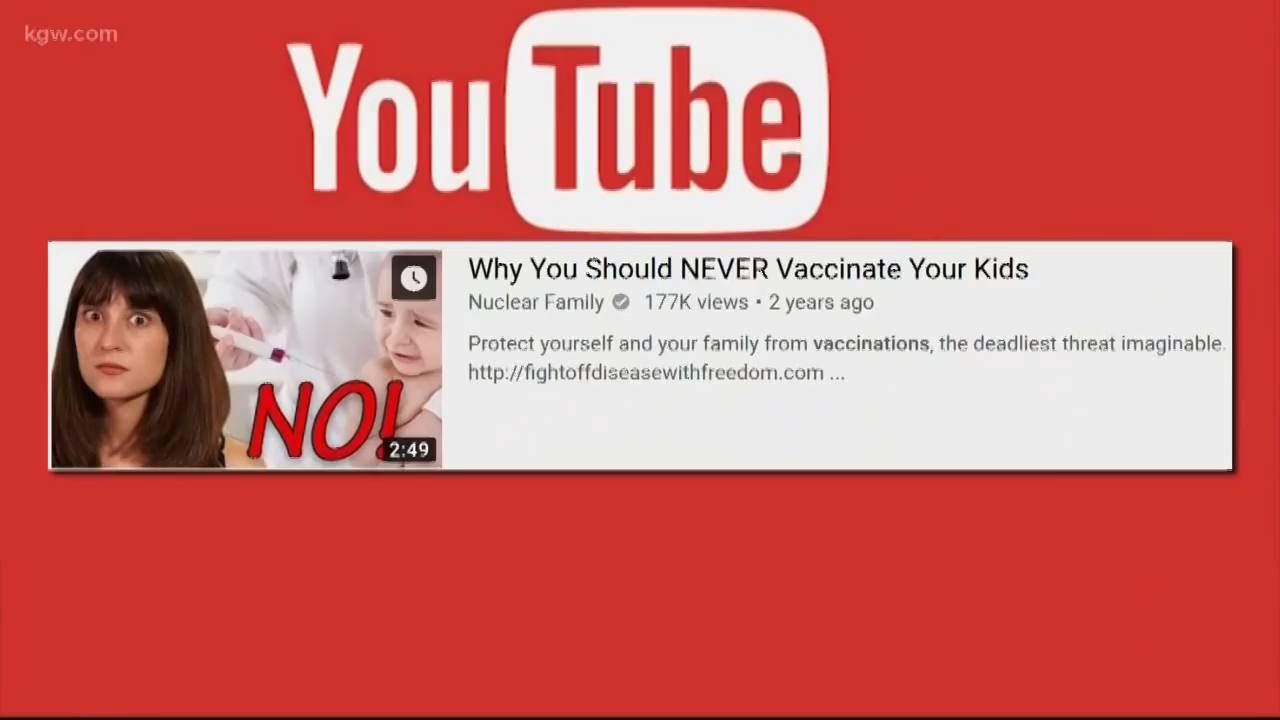 kgw.com
YouTube
Why You Should NEVER Vaccinate Your Kids
Nuclear Family 177K views • 2 years ago
Protect yourself and your family from vaccinations, the deadliest threat imaginable.
http://fightoffdiseasewithfreedom.com ...
NO!
2:49